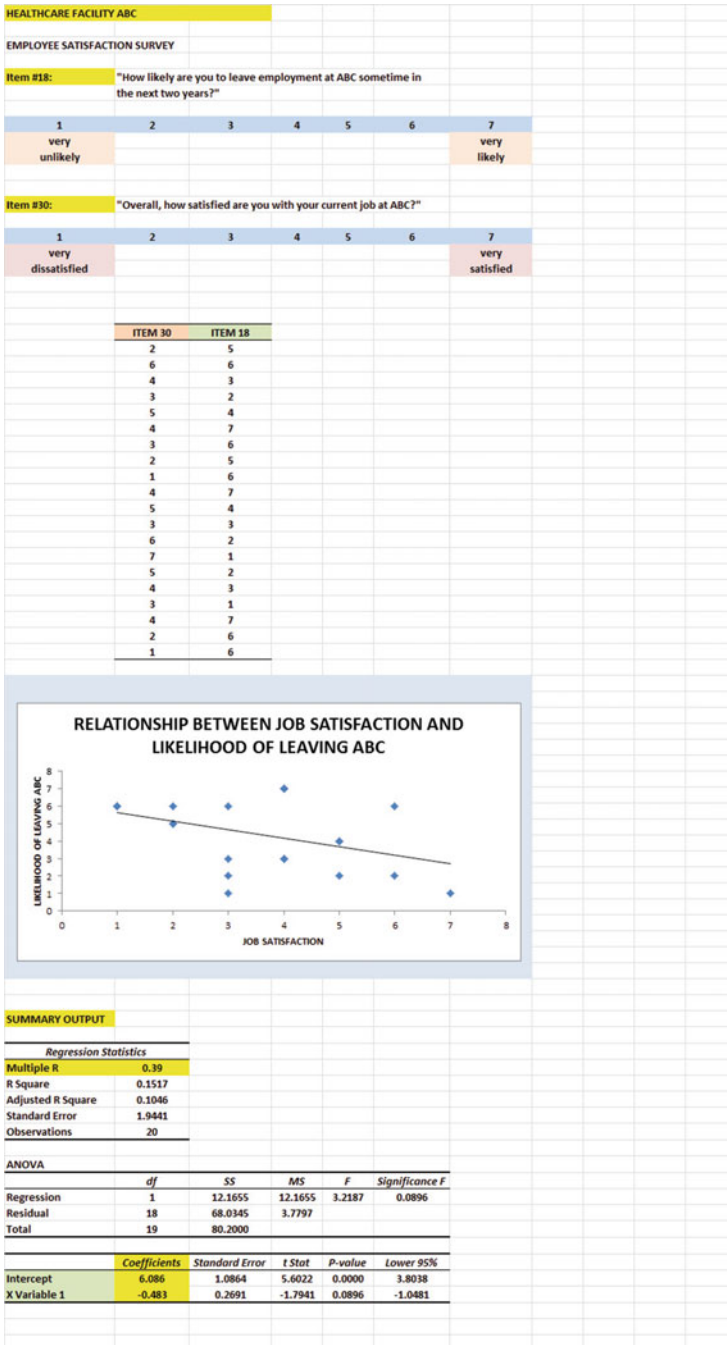 HEALTHCARE FACILITY ABC
EMPLOYEE SATISFACTION SURVEY
Item #18: "How likely are you to leave employment at ABC sometime in
the next two years?"
1 2 3 4 5 6 7
very very
unlikely likely
Item #30: "Overall, how satisfied are you with your current job at ABC?"
1 2 3 4 5 6 7
very very
dissatisfied satisfied
ITEM 30 ITEM 18
2 5
6 6
4 3
3 2
5 4
4 7
3 6
2 5
1 6
4 7
5 4
3 3
6 2
7 1
5 2
4 3
3 1
4 7
2 6
1 6
RELATIONSHIP BETWEEN JOB SATISFACTION AND
LIKELIHOOD OF LEAVING ABC
LIKELIHOOD OF LEAVING ABC
8
7
6
5
4
3
2
1
0
0 1 2 3 4 5 6 7 8
JOB SATISFACTION
SUMMARY OUTPUT
Regression Statistics
Multiple R 0.39
R Square 0.1517
Adjusted R Square 0.1046
Standard Error 1.9441
Observations 20
ANOVA
df SS MS F Significance F
Regression 1 12.1655 12.1655 3.2187 0.0896
Residual 18 68.0345 3.7797
Total 19 80.2000
Coefficients Standard Error t Stat P-value Lower 95%
Intercept 6.086 1.0864 5.6022 0.0000 3.8038
X Variable 1 -0.483 0.2691 -1.7941 0.0896 -1.0481